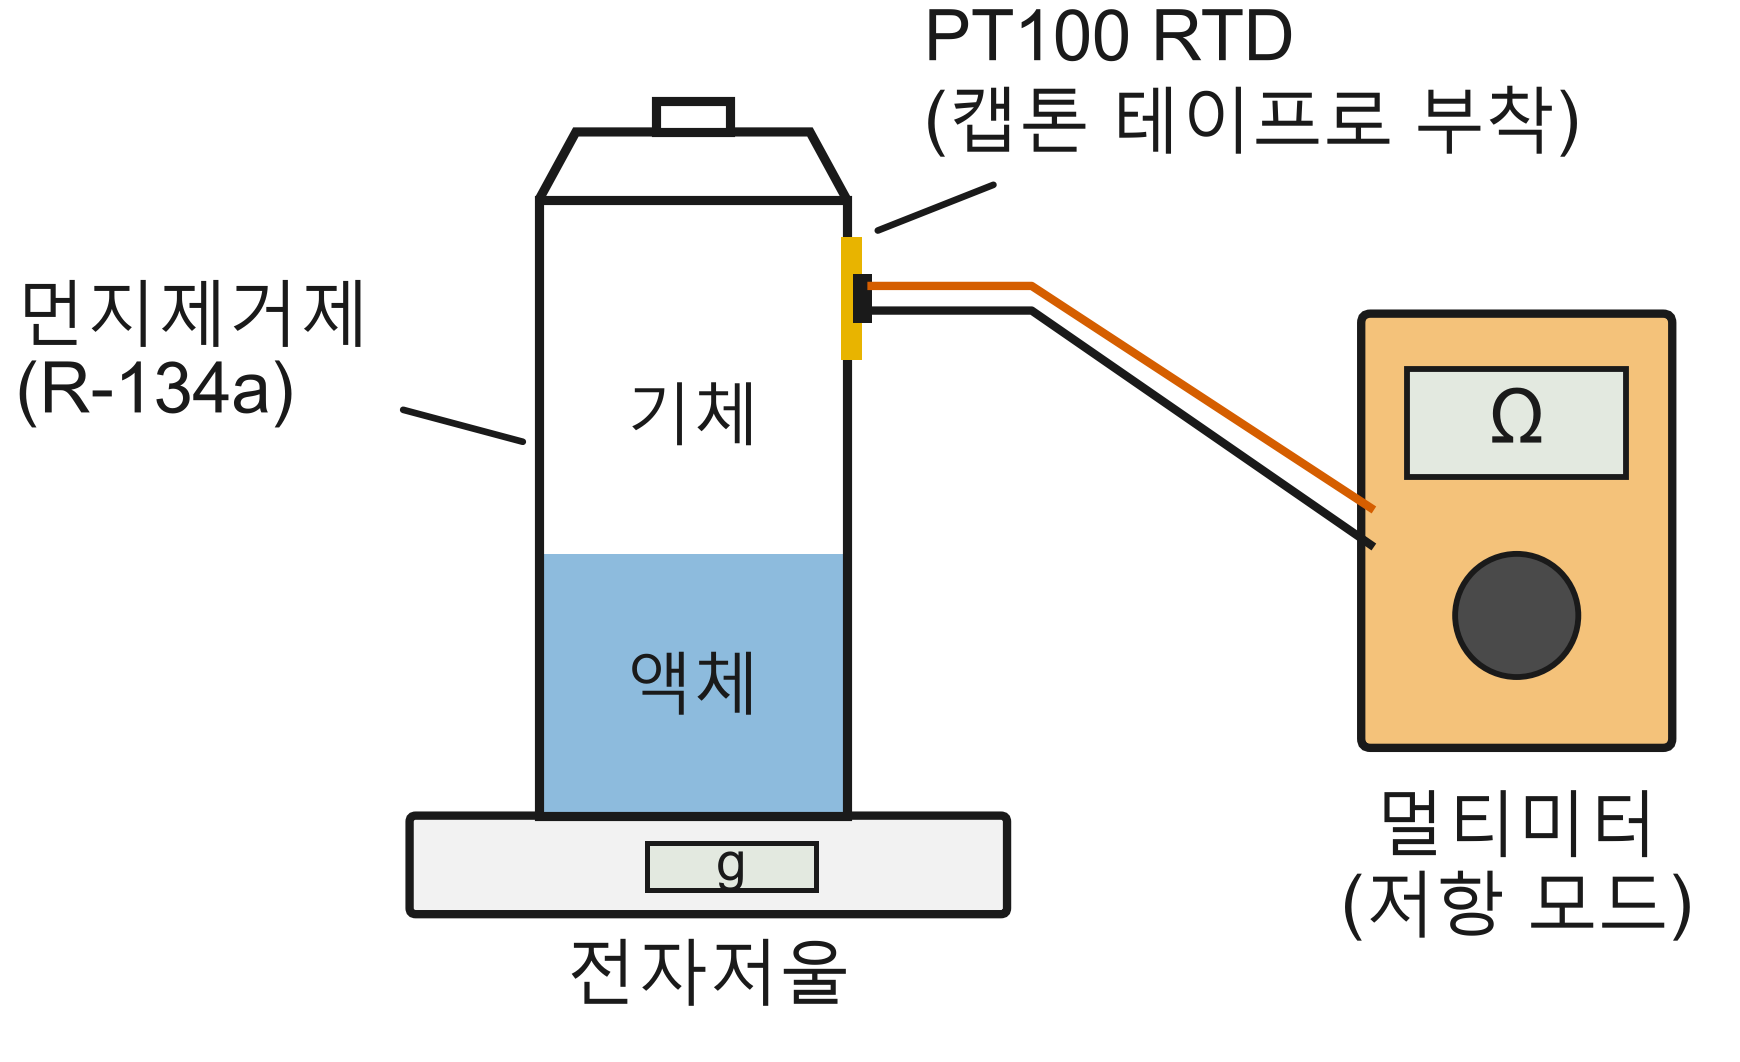 PT100 RTD
(캡톤 테이프로 부착)
먼지제거제
(R-134a)
기체
Ω
액체
멀티미터
(저항 모드)
g
전자저울